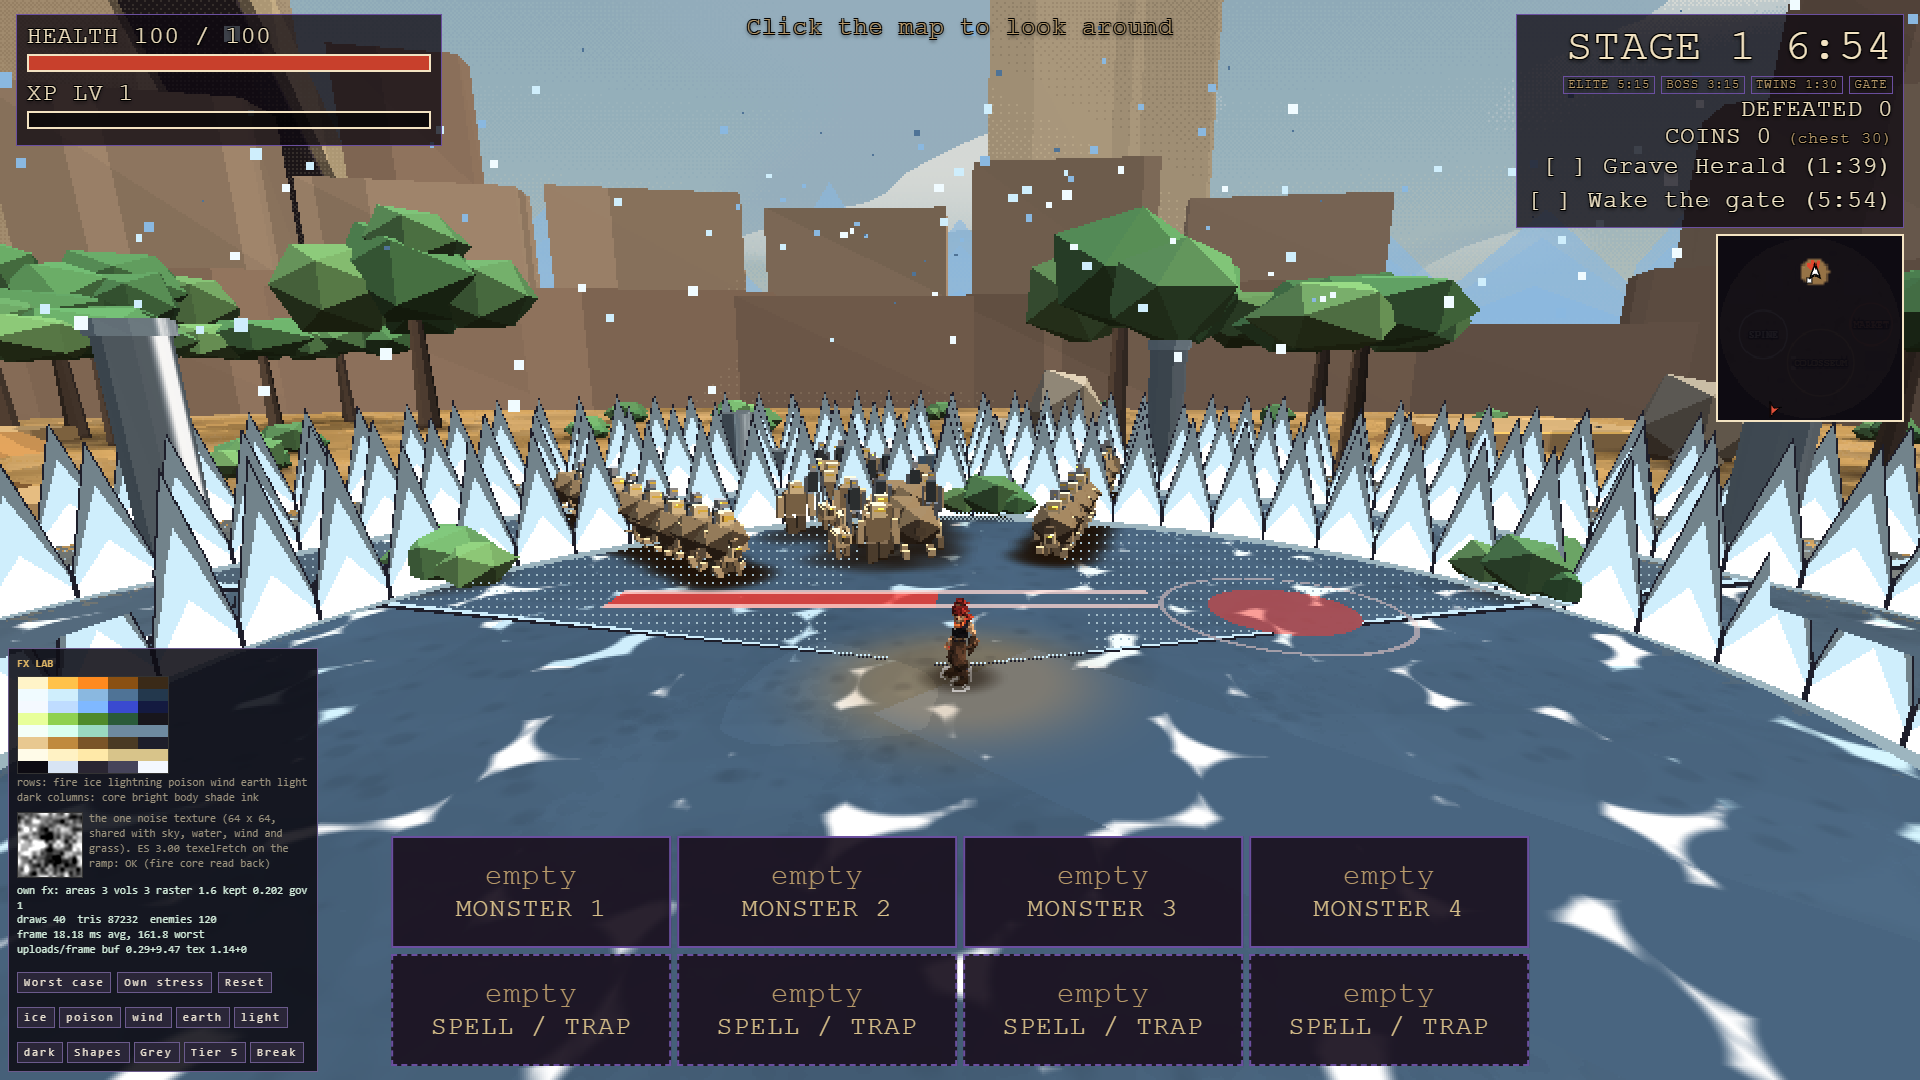 HEALTH 100 / 100
XP LV 1
Click the map to look around
STAGE 1 6:54
ELITE 5:15 BOSS 3:15 TWINS 1:30 GATE
DEFEATED 0
COINS 0 (chest 30)
[ ] Grave Herald (1:39)
[ ] Wake the gate (5:54)
FX LAB
rows: fire ice lightning poison wind earth light
dark columns: core bright body shade ink
the one noise texture (64 x 64,
shared with sky, water, wind and
grass). ES 3.00 texelFetch on the
ramp: OK (fire core read back)
own fx: areas 3 vols 3 raster 1.6 kept 0.202 gov
1
draws 40 tris 87232 enemies 120
frame 18.18 ms avg, 161.8 worst
uploads/frame buf 0.29+9.47 tex 1.14+0
Worst case Own stress Reset
ice poison wind earth light
dark Shapes Grey Tier 5 Break
empty empty empty empty
MONSTER 1 MONSTER 2 MONSTER 3 MONSTER 4
empty empty empty empty
SPELL / TRAP SPELL / TRAP SPELL / TRAP SPELL / TRAP